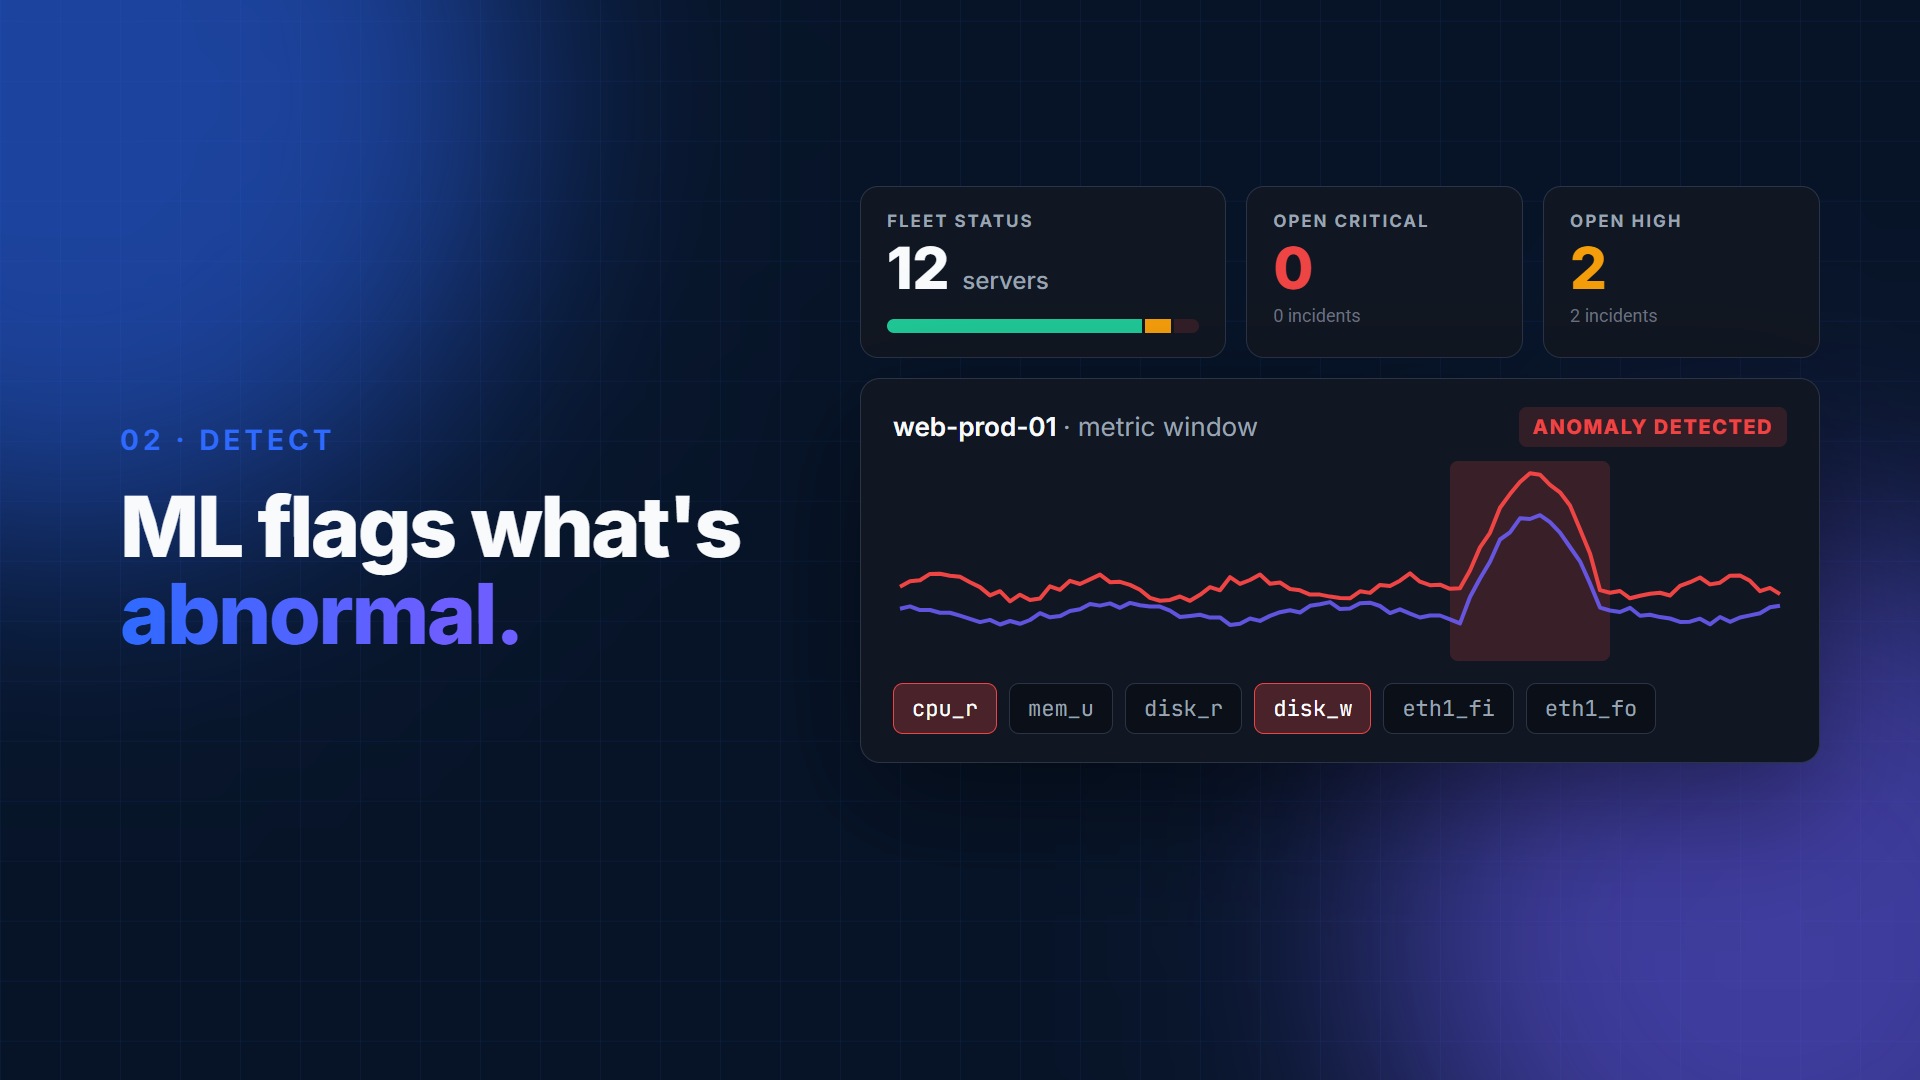 02 · DETECT
ML flags what's
abnormal.
FLEET STATUS
12 servers
OPEN CRITICAL
0
0 incidents
OPEN HIGH
2
2 incidents
web-prod-01 · metric window
ANOMALY DETECTED
cpu_r mem_u disk_r disk_w eth1_fi eth1_fo